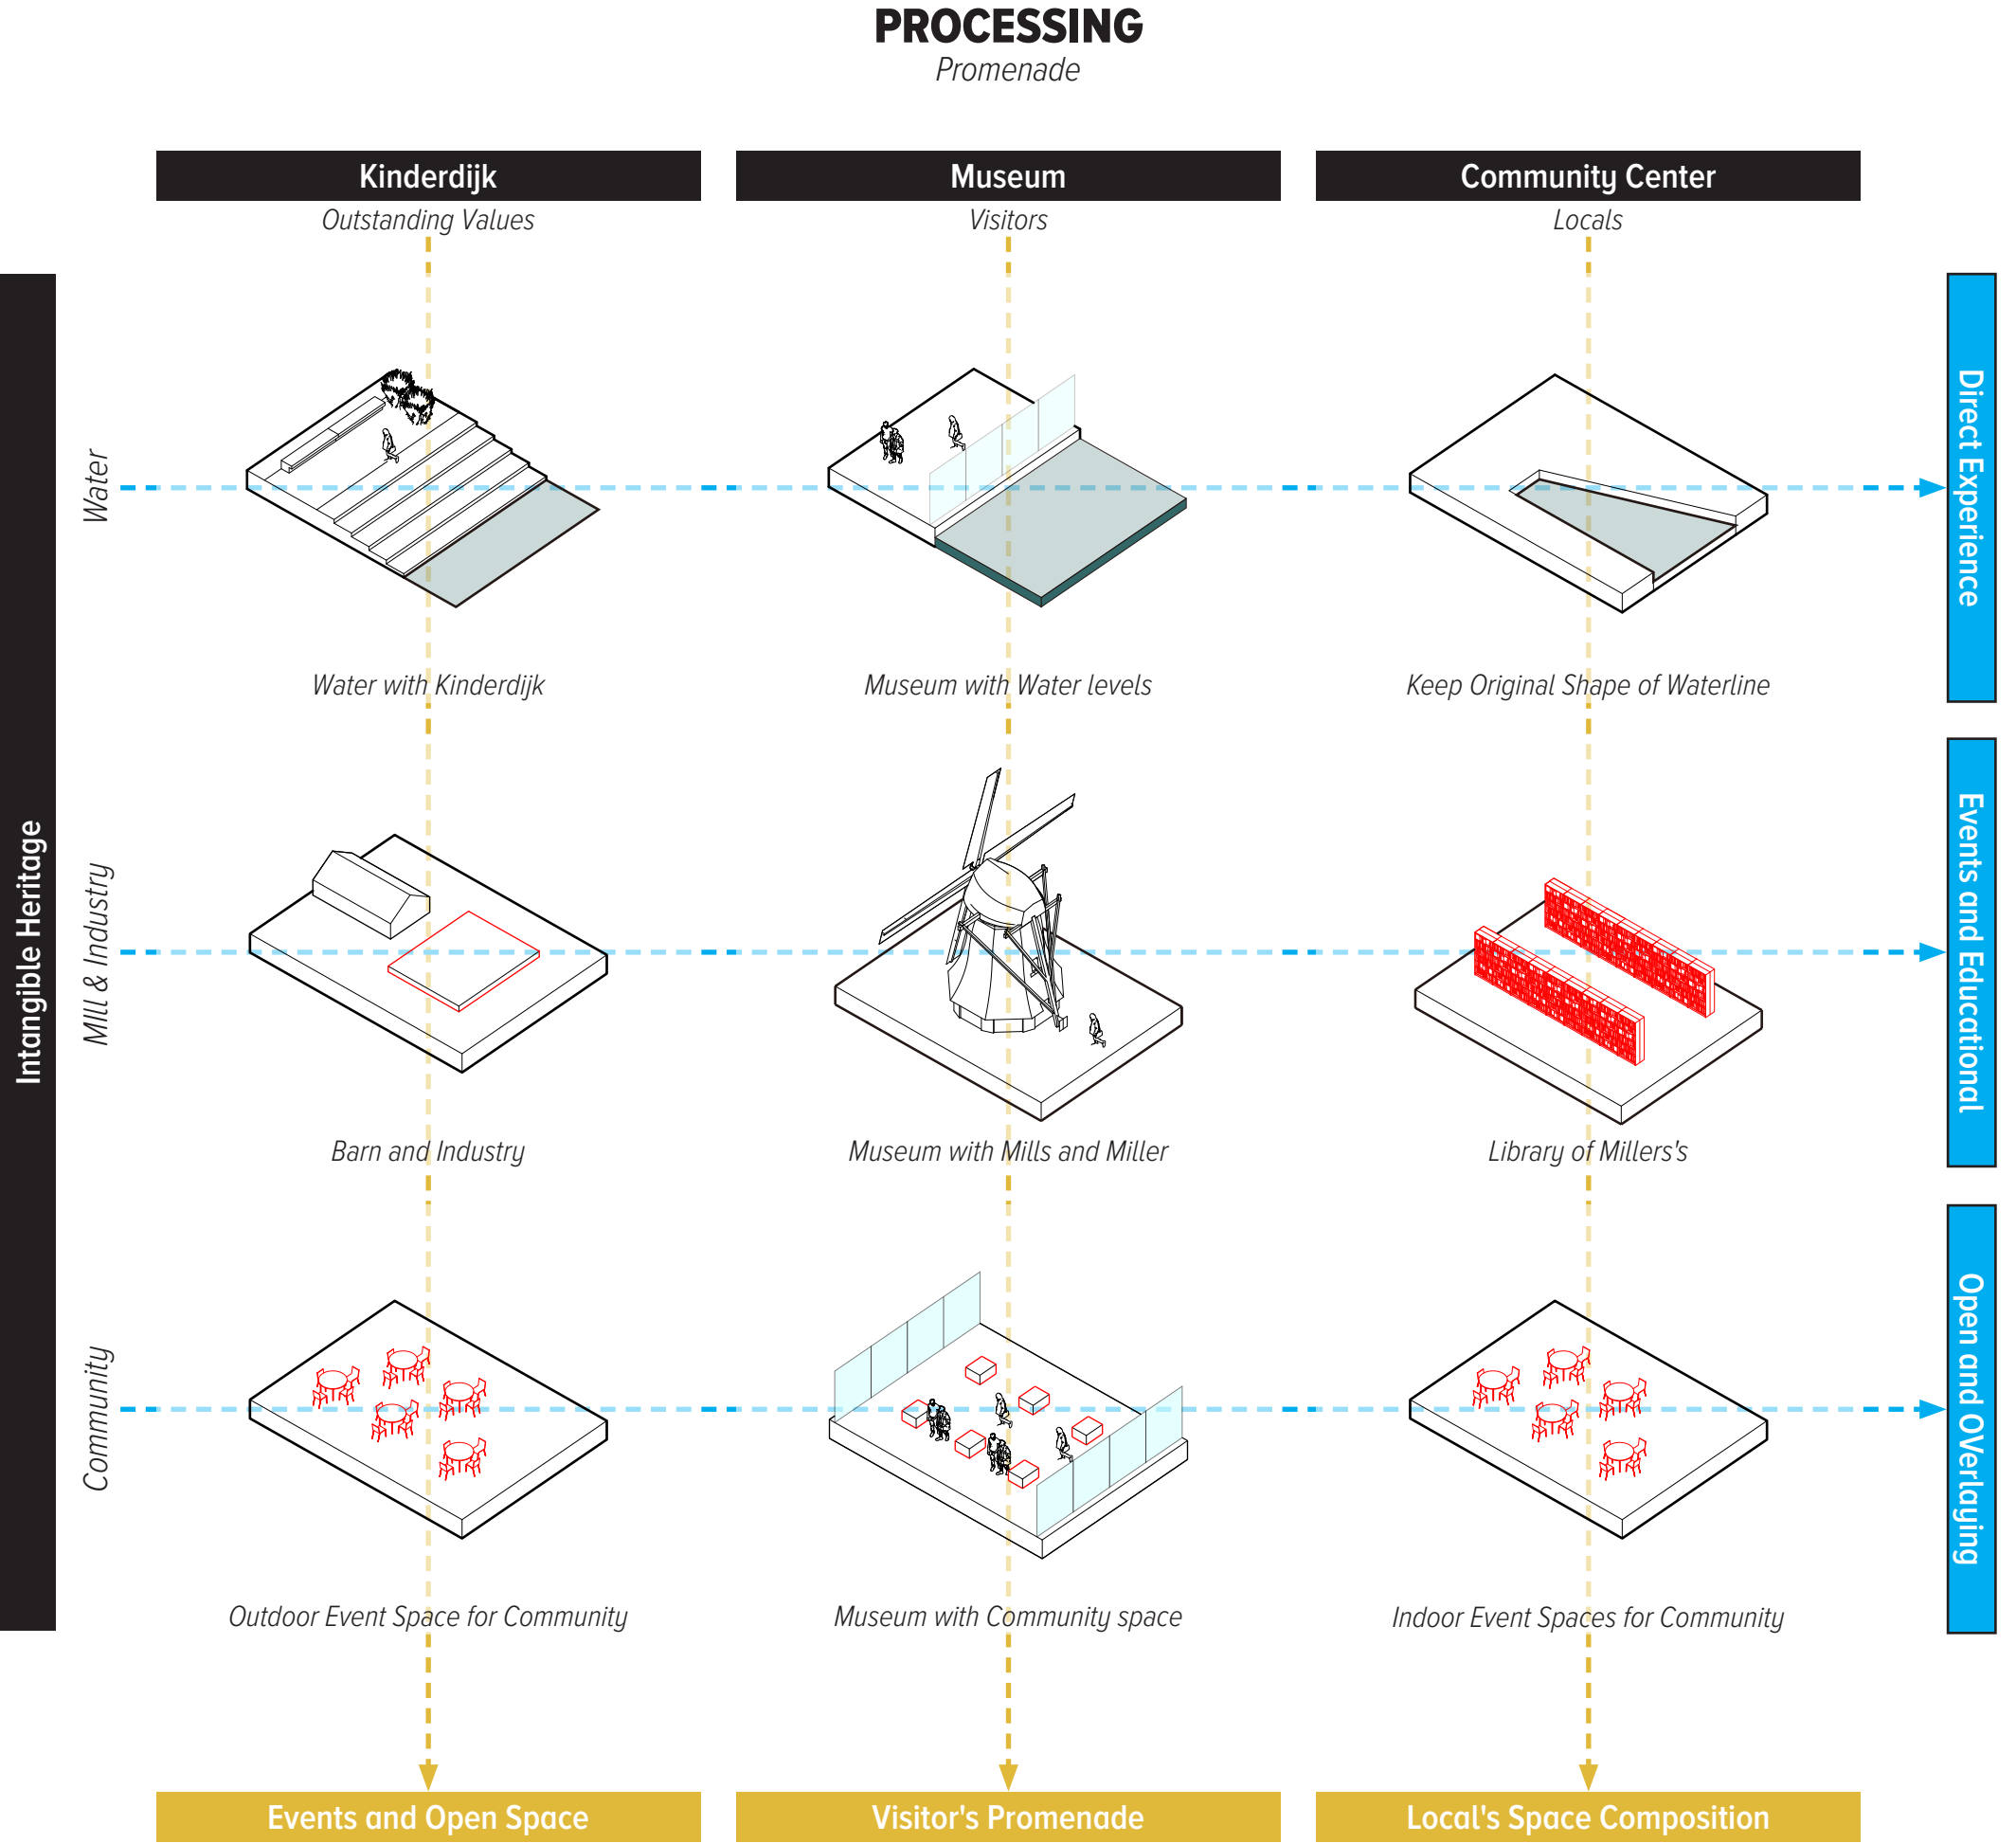 PROCESSING
Promenade
Kinderdijk
Museum
Community Center
Outstanding Values
Visitors
Locals
Intangible Heritage
Water
Direct Experience
Water with Kinderdijk
Museum with Water levels
Keep Original Shape of Waterline
Mill & Industry
Events and Educational
Barn and Industry
Museum with Mills and Miller
Library of Millers's
Community
Open and OVerlaying
Outdoor Event Space for Community
Museum with Community space
Indoor Event Spaces for Community
Events and Open Space
Visitor's Promenade
Local's Space Composition